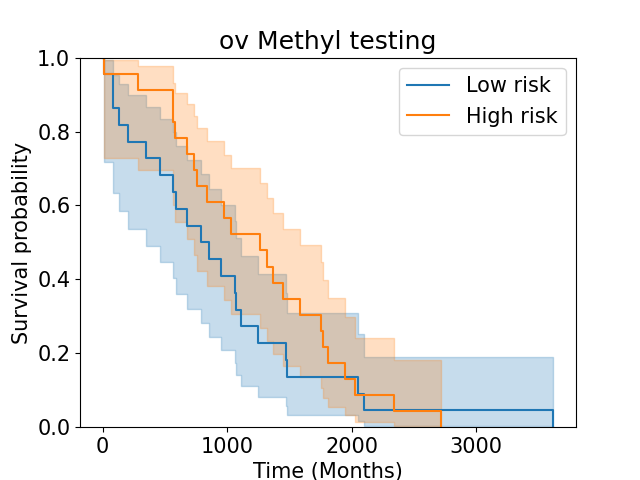 ov Methyl testing
Low risk
High risk
Survival probability
1.0
0.8
0.6
0.4
0.2
0.0
0 1000 2000 3000
Time (Months)